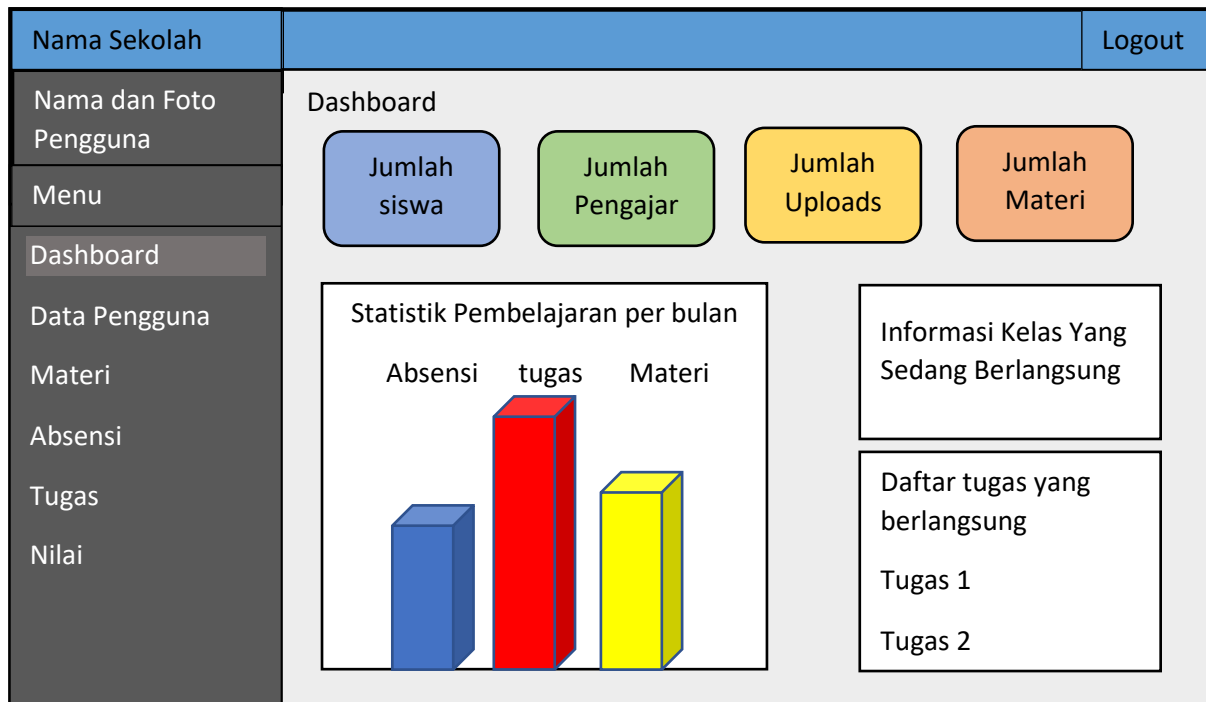 Nama Sekolah
Logout
Nama dan Foto
Pengguna
Menu
Dashboard
Data Pengguna
Materi
Absensi
Tugas
Nilai
Dashboard
Jumlah
siswa
Jumlah
Pengajar
Jumlah
Uploads
Jumlah
Materi
Statistik Pembelajaran per bulan
Absensi tugas Materi
Informasi Kelas Yang
Sedang Berlangsung
Daftar tugas yang
berlangsung
Tugas 1
Tugas 2